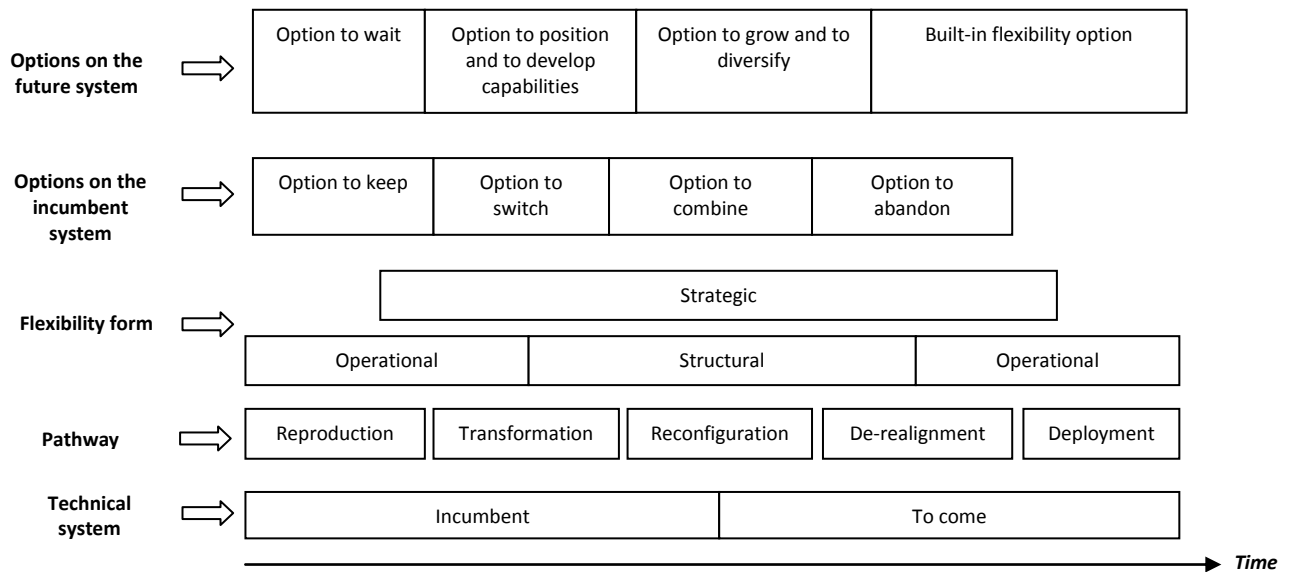 Options on the
future system
Option to wait
Option to position
and to develop
capabilities
Option to grow and to
diversify
Built-in flexibility option
Options on the
incumbent
system
Option to keep
Option to
switch
Option to
combine
Option to
abandon
Flexibility form
Strategic
Operational
Structural
Operational
Pathway
Reproduction
Transformation
Reconfiguration
De-realignment
Deployment
Technical
system
Incumbent
To come
Time